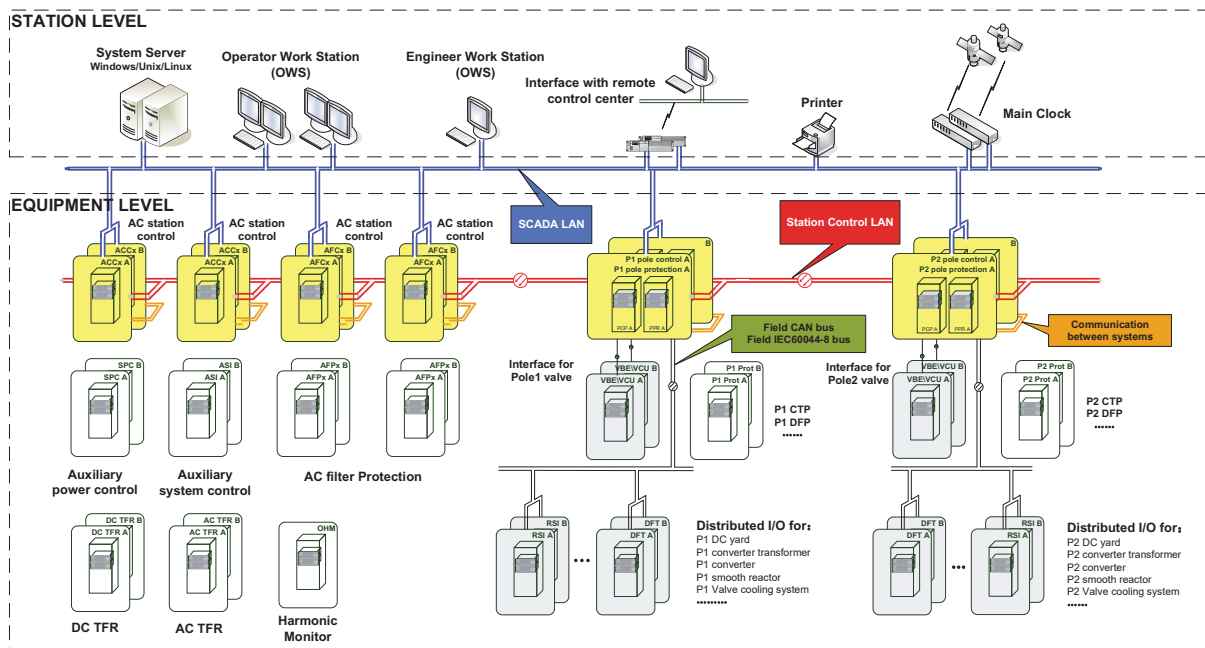 STATION LEVEL
System Server
Windows/Unix/Linux
Operator Work Station
(OWS)
Engineer Work Station
(OWS)
Interface with remote
control center
Printer
Main Clock
EQUIPMENT LEVEL
SCADA LAN
Station Control LAN
AC station
control
AC station
control
AC station
control
AC station
control
ACCx B
ACCx A
ACCx B
ACCx A
AFCx B
AFCx A
AFCx B
AFCx A
B
P1 pole control A
P1 pole protection A
PCP A
PPR A
B
P2 pole control A
P2 pole protection A
PCP A
PPR A
Field CAN bus
Field IEC60044-8 bus
Communication
between systems
Interface for
Pole1 valve
Interface for
Pole2 valve
SPC B
SPC A
ASI B
ASI A
AFPx B
AFPx A
AFPx B
AFPx A
VBE\VCU B
VBE\VCU A
P1 Prot B
P1 Prot A
P1 CTP
P1 DFP
••••••
VBE\VCU B
VBE\VCU A
P2 Prot B
P2 Prot A
P2 CTP
P2 DFP
••••••
Auxiliary
power control
Auxiliary
system control
AC filter Protection
DC TFR B
DC TFR A
AC TFR B
AC TFR A
OHM
RSI B
RSI A
•••
DFT B
DFT A
Distributed I/O for:
P1 DC yard
P1 converter transformer
P1 converter
P1 smooth reactor
P1 Valve cooling system
•••••••••
DFT B
DFT A
•••
RSI B
RSI A
Distributed I/O for:
P2 DC yard
P2 converter transformer
P2 converter
P2 smooth reactor
P2 Valve cooling system
••••••
DC TFR
AC TFR
Harmonic
Monitor